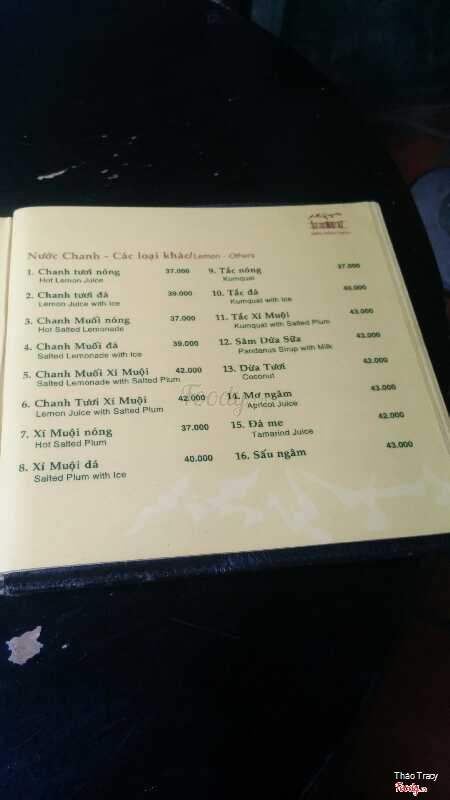 Nước Chanh - Các loại khác/Lemon - Others
1. Chanh tươi nóng 37.000
Hot Lemon Juice
2. Chanh tươi đá 39.000
Lemon Juice with ice
3. Chanh Muối nóng 37.000
Hot Salted Lemonade
4. Chanh Muối đá 39.000
Salted Lemonade with ice
5. Chanh Muối Xí Muội 42.000
Salted Lemonade with Salted Plum
6. Chanh Tươi Xí Muội 42.000
Lemon Juice with Salted Plum
7. Xí Muội nóng 37.000
Hot Salted Plum
8. Xí Muội đá 40.000
Salted Plum with Ice
9. Tắc nóng 37.000
Kumquat
10. Tắc đá 40.000
Kumquat with ice
11. Tắc Xí Muội 43.000
Kumquat with Salted Plum
12. Sâm Dứa Sữa 43.000
Pandanus Sirup with Milk
13. Dừa Tươi 43.000
Coconut
14. Mơ ngâm 43.000
Apricot Juice
15. Đá me 42.000
Tamarind Juice
16. Sấu ngâm 43.000
Foody
Thảo Tracy
Foody.vn